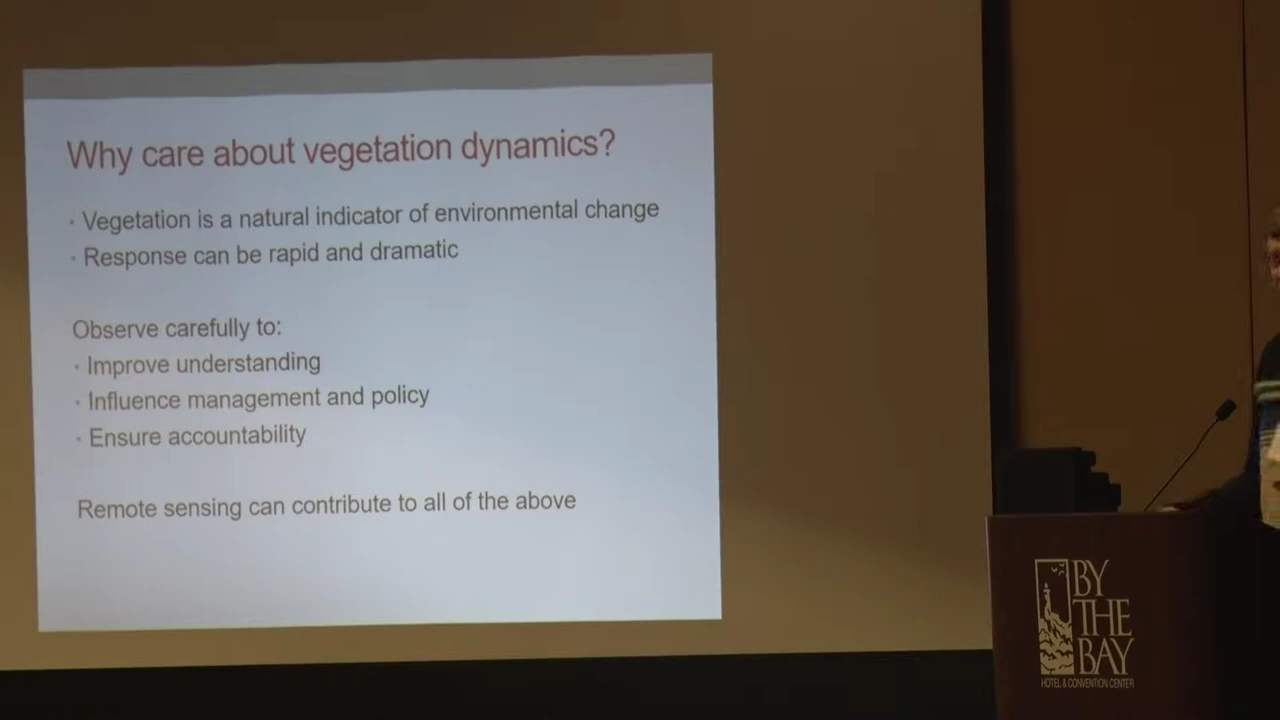 Why care about vegetation dynamics?
• Vegetation is a natural indicator of environmental change
• Response can be rapid and dramatic
Observe carefully to:
• Improve understanding
• Influence management and policy
• Ensure accountability
Remote sensing can contribute to all of the above
BY
THE
BAY
HOTEL & CONVENTION CENTER